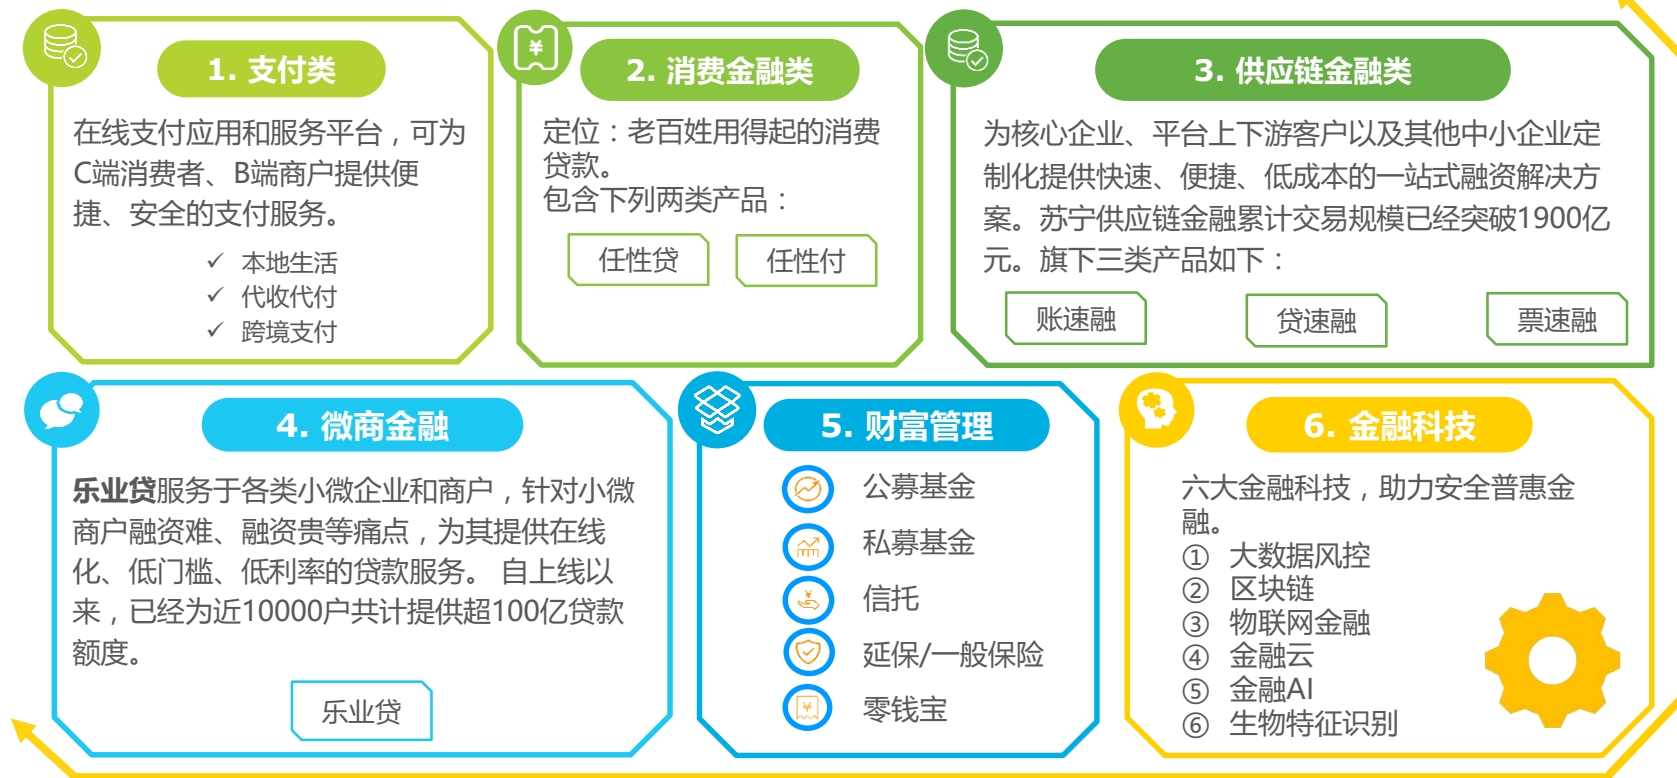 1. 支付类
在线支付应用和服务平台，可为
C端消费者、B端商户提供便
捷、安全的支付服务。
✓ 本地生活
✓ 代收代付
✓ 跨境支付
2. 消费金融类
定位：老百姓用得起的消费
贷款。
包含下列两类产品：
任性贷
任性付
3. 供应链金融类
为核心企业、平台上下游客户以及其他中小企业定
制化提供快速、便捷、低成本的一站式融资解决方
案。苏宁供应链金融累计交易规模已经突破1900亿
元。旗下三类产品如下：
账速融
贷速融
票速融
4. 微商金融
乐业贷服务于各类小微企业和商户，针对小微
商户融资难、融资贵等痛点，为其提供在线
化、低门槛、低利率的贷款服务。 自上线以
来，已经为近10000户共计提供超100亿贷款
额度。
乐业贷
5. 财富管理
公募基金
私募基金
信托
延保/一般保险
零钱宝
6. 金融科技
六大金融科技，助力安全普惠金
融。
① 大数据风控
② 区块链
③ 物联网金融
④ 金融云
⑤ 金融AI
⑥ 生物特征识别